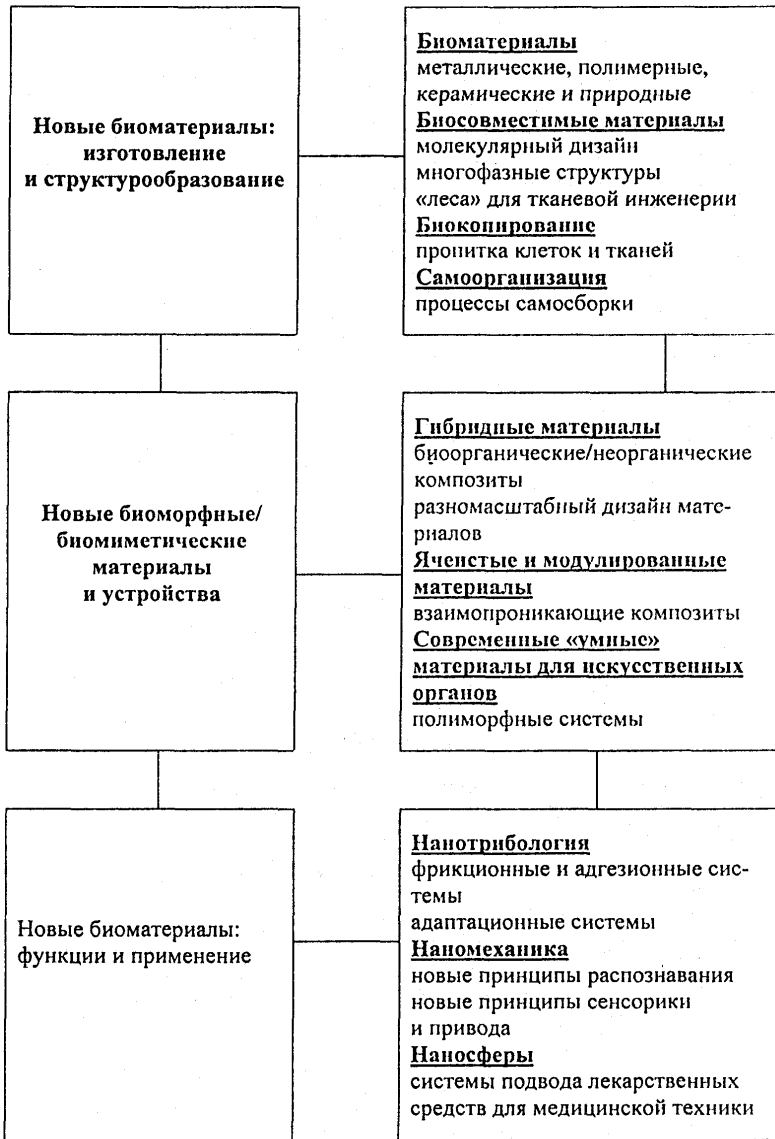 Новые биоматериалы:
изготовление
и структурообразование
Биоматериалы
металлические, полимерные,
керамические и природные
Биосовместимые материалы
молекулярный дизайн
многофазные структуры
«леса» для тканевой инженерии
Биокопирование
пропитка клеток и тканей
Самоорганизация
процессы самосборки
Новые биоморфные/
биомиметические
материалы
и устройства
Гибридные материалы
биоорганические/неорганические
композиты
разномасштабный дизайн мате-
риалов
Ячеистые и модулированные
материалы
взаимопроникающие композиты
Современные «умные»
материалы для искусственных
органов
полиморфные системы
Новые биоматериалы:
функции и применение
Нанотрибология
фрикционные и адгезионные сис-
темы
адаптационные системы
Наномеханика
новые принципы распознавания
новые принципы сенсорики
и привода
Наносферы
системы подвода лекарственных
средств для медицинской техники